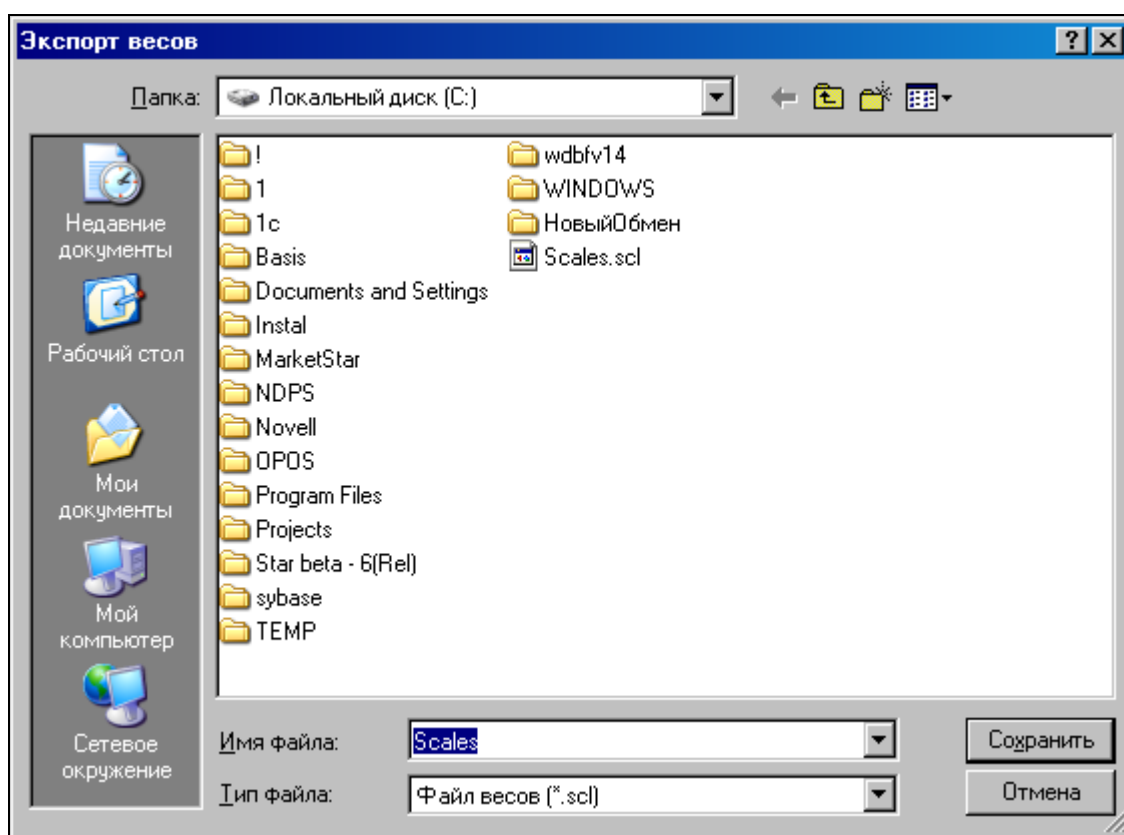 Экспорт весов
Папка: Локальный диск (C:)
Недавние
документы
Рабочий стол
Мои
документы
Мой
компьютер
Сетевое
окружение
!
1
1c
Basis
Documents and Settings
Instal
MarketStar
NDPS
Novell
OPOS
Program Files
Projects
Star beta - 6(Rel)
sybase
TEMP
wdbfv14
WINDOWS
НовыйОбмен
Scales.scl
Имя файла: Scales
Сохранить
Тип файла: Файл весов (*.scl)
Отмена